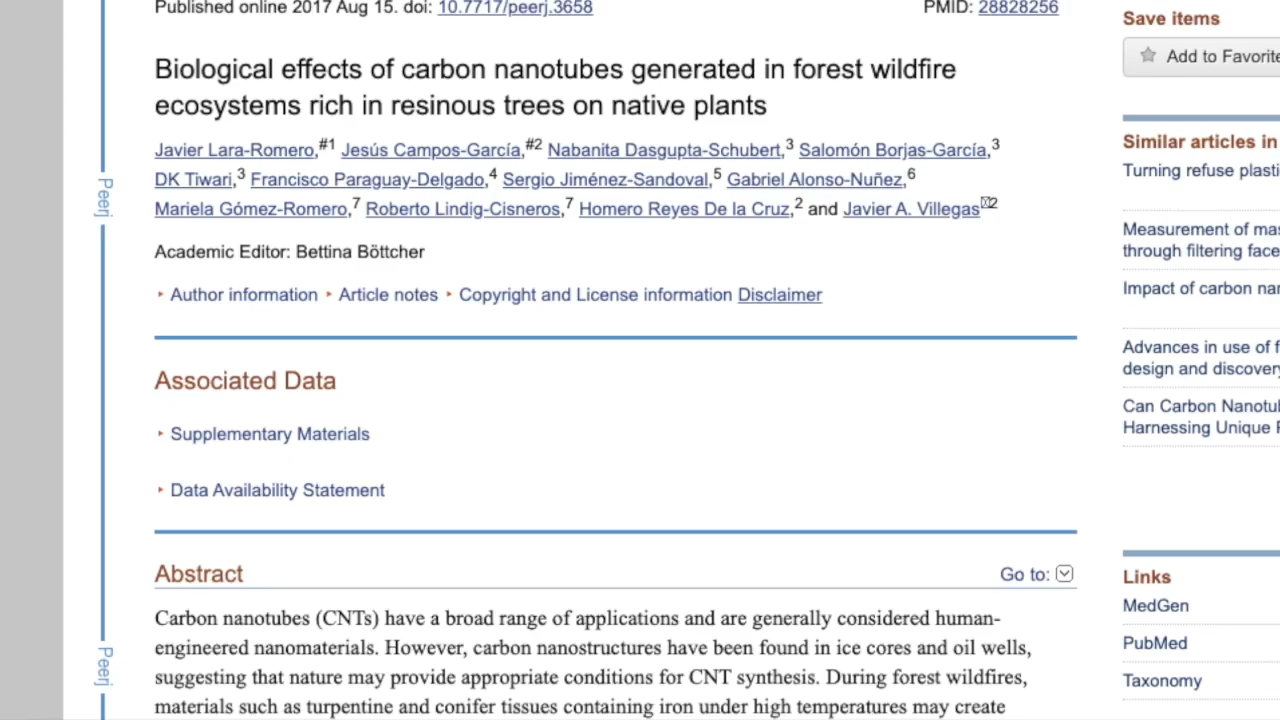 Published online 2017 Aug 15. doi: 10.7717/peerj.3658
PMID: 28828256
Biological effects of carbon nanotubes generated in forest wildfire
ecosystems rich in resinous trees on native plants
Javier Lara-Romero,#1 Jesús Campos-García,#2 Nabanita Dasgupta-Schubert,3 Salomón Borjas-García,3
DK Tiwari,3 Francisco Paraguay-Delgado,4 Sergio Jiménez-Sandoval,5 Gabriel Alonso-Nuñez,6
Mariela Gómez-Romero,7 Roberto Lindig-Cisneros,7 Homero Reyes De la Cruz,2 and Javier A. Villegas2
Academic Editor: Bettina Böttcher
Author information Article notes Copyright and License information Disclaimer
Associated Data
Supplementary Materials
Data Availability Statement
Abstract
Go to:
Carbon nanotubes (CNTs) have a broad range of applications and are generally considered human-
engineered nanomaterials. However, carbon nanostructures have been found in ice cores and oil wells,
suggesting that nature may provide appropriate conditions for CNT synthesis. During forest wildfires,
materials such as turpentine and conifer tissues containing iron under high temperatures may create
Peerj
Peerj
Save items
Add to Favorite
Similar articles in
Turning refuse plasti
Measurement of mas
through filtering face
Impact of carbon nan
Advances in use of f
design and discovery
Can Carbon Nanotu
Harnessing Unique
Links
MedGen
PubMed
Taxonomy